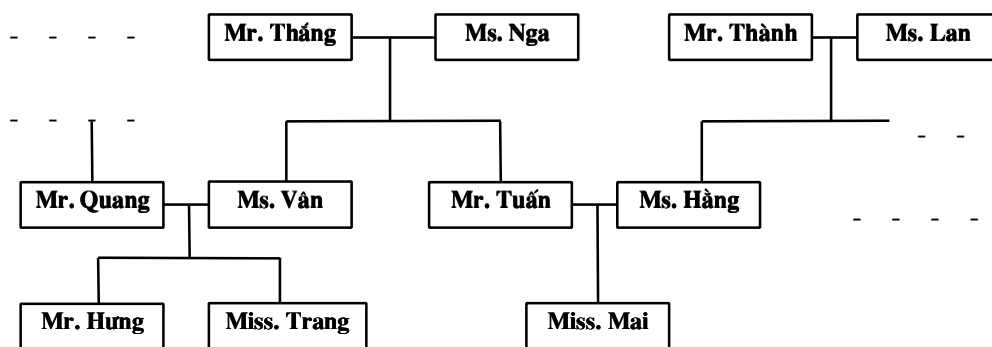 Mr. Thắng
Ms. Nga
Mr. Thành
Ms. Lan
Mr. Quang
Ms. Vân
Mr. Tuấn
Ms. Hằng
Mr. Hưng
Miss. Trang
Miss. Mai